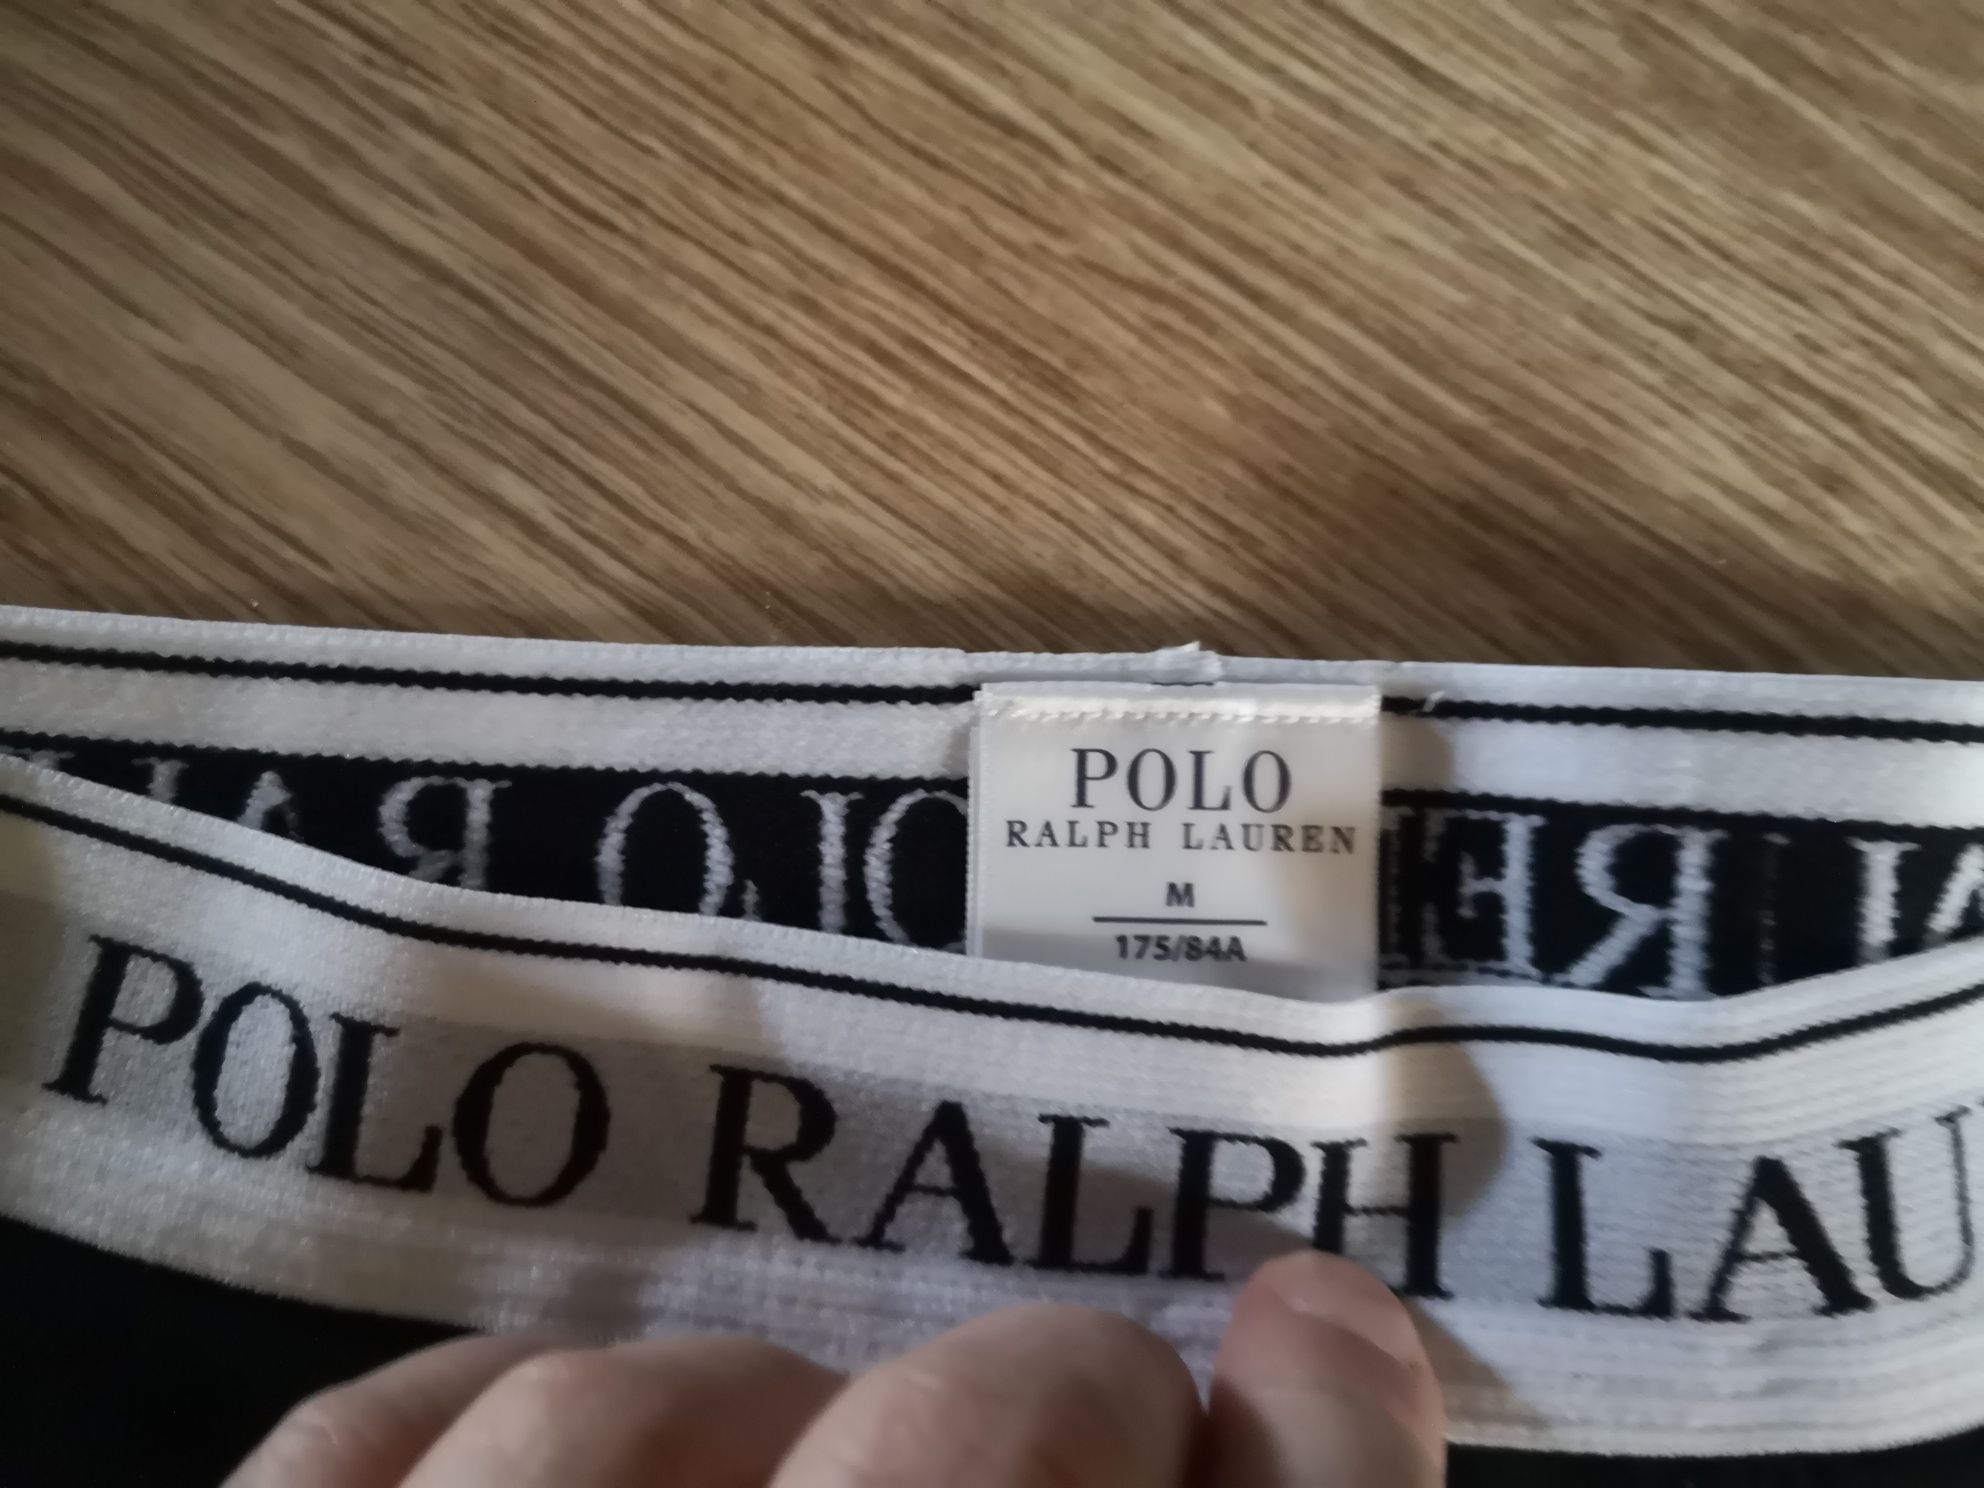 POLO
RALPH LAUREN
M
175/84A
POLO RALPH LAU